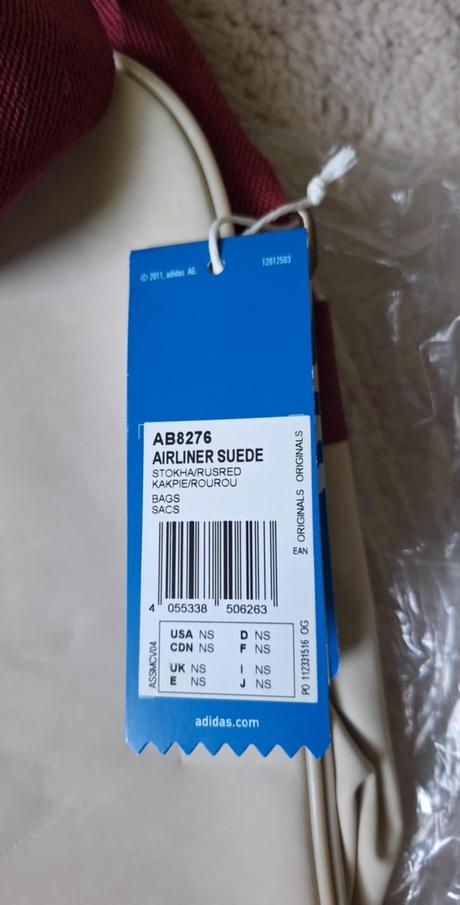 © 2011, adidas AG.
12012503
AB8276
AIRLINER SUEDE
STOKHA/RUSRED
KAKPIE/ROUROU
BAGS
SACS
ORIGINALS ORIGINALS
EAN
4 055338 506263
ASSMCV04
USA NS D NS
CDN NS F NS
UK NS I NS
E NS J NS
PO 112331516 OG
adidas.com